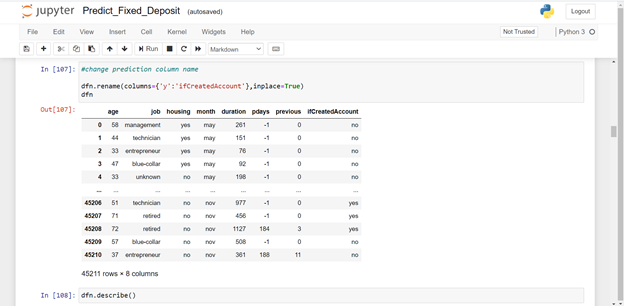 jupyter Predict_Fixed_Deposit (autosaved) Logout
File Edit View Insert Cell Kernel Widgets Help Not Trusted Python 3
Run Markdown
In [107]: #change prediction column name
dfn.rename(columns={'y':'ifCreatedAccount'},inplace=True)
dfn
Out[107]:
age job housing month duration pdays previous ifCreatedAccount
0 58 management yes may 261 -1 0 no
1 44 technician yes may 151 -1 0 no
2 33 entrepreneur yes may 76 -1 0 no
3 47 blue-collar yes may 92 -1 0 no
4 33 unknown no may 198 -1 0 no
... ... ... ... ... ... ... ... ...
45206 51 technician no nov 977 -1 0 yes
45207 71 retired no nov 456 -1 0 yes
45208 72 retired no nov 1127 184 3 yes
45209 57 blue-collar no nov 508 -1 0 no
45210 37 entrepreneur no nov 361 188 11 no
45211 rows × 8 columns
In [108]: dfn.describe()